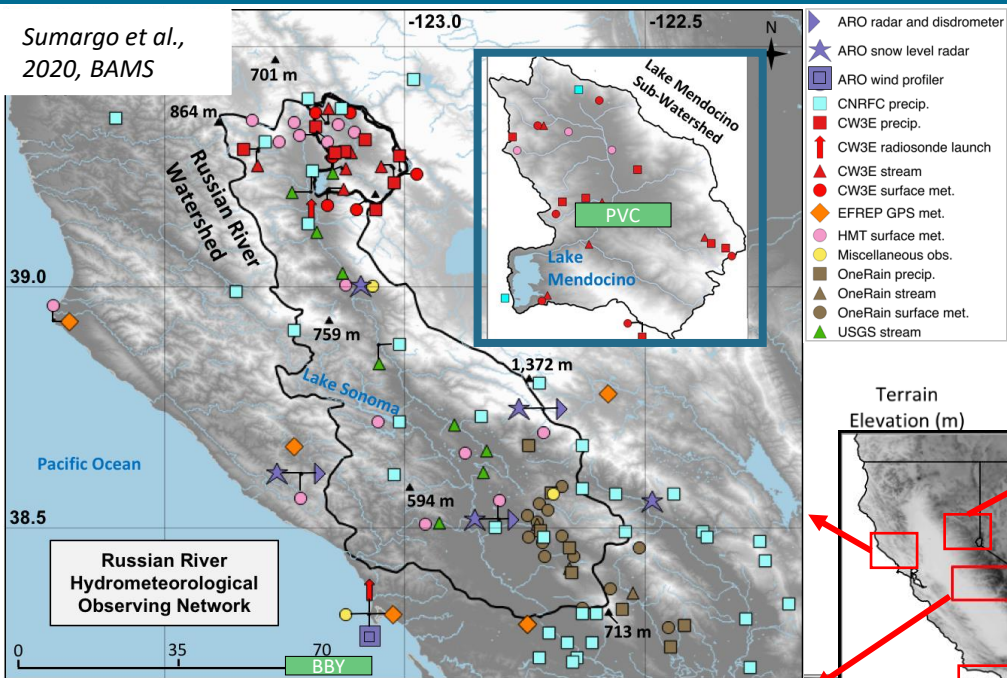 Sumargo et al.,
2020, BAMS
-123.0
-122.5
N
701 m
864 m
Russian River
Watershed
Lake Mendocino
Sub-Watershed
PVC
Lake
Mendocino
39.0
759 m
1,372 m
Lake Sonoma
Pacific Ocean
594 m
38.5
Russian River
Hydrometeorological
Observing Network
713 m
0
35
70
BBY
ARO radar and disdrometer
ARO snow level radar
ARO wind profiler
CNRFC precip.
CW3E precip.
CW3E radiosonde launch
CW3E stream
CW3E surface met.
EFREP GPS met.
HMT surface met.
Miscellaneous obs.
OneRain precip.
OneRain stream
OneRain surface met.
USGS stream
Terrain
Elevation (m)